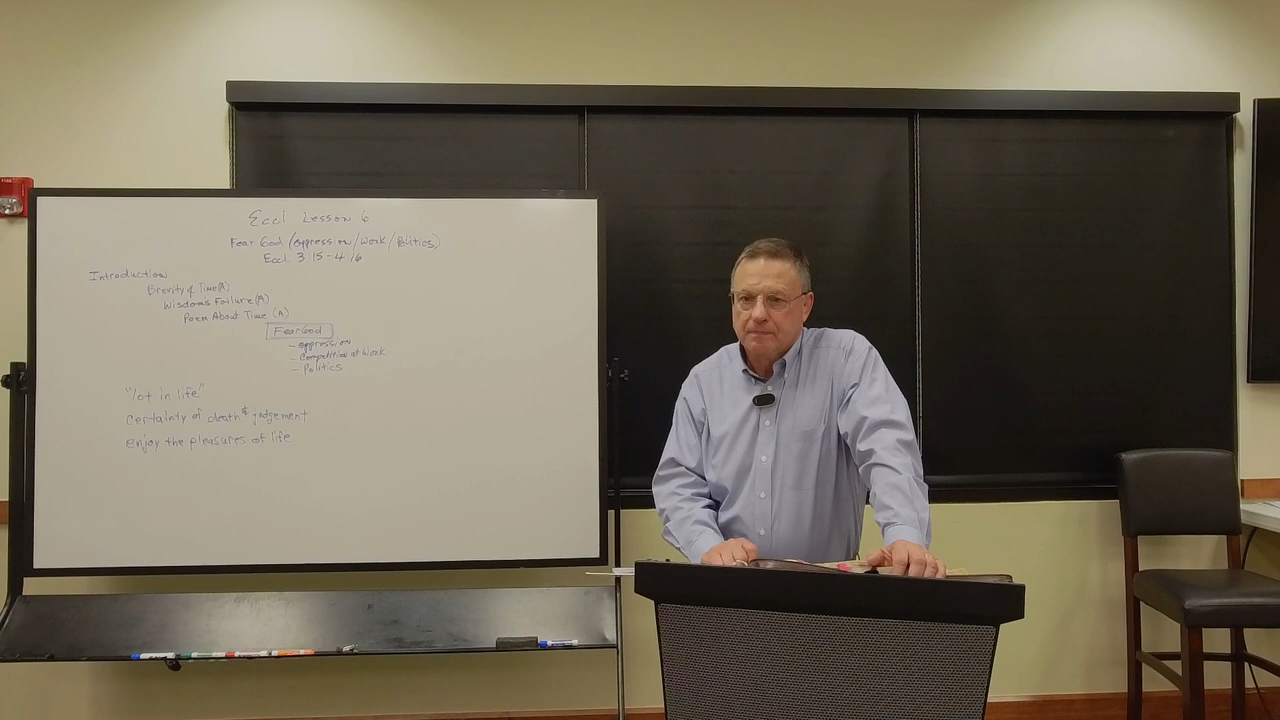 Eccl Lesson 6
Fear God (oppression/Work/Politics)
Eccl 3 15-4 16
Introduction
Brevity of Time (A)
Wisdoms Failure (A)
Poem About Time (A)
Fear God
- oppression
- Competition at Work
- Politics
"lot in life"
Certainty of death & judgement
enjoy the pleasures of life